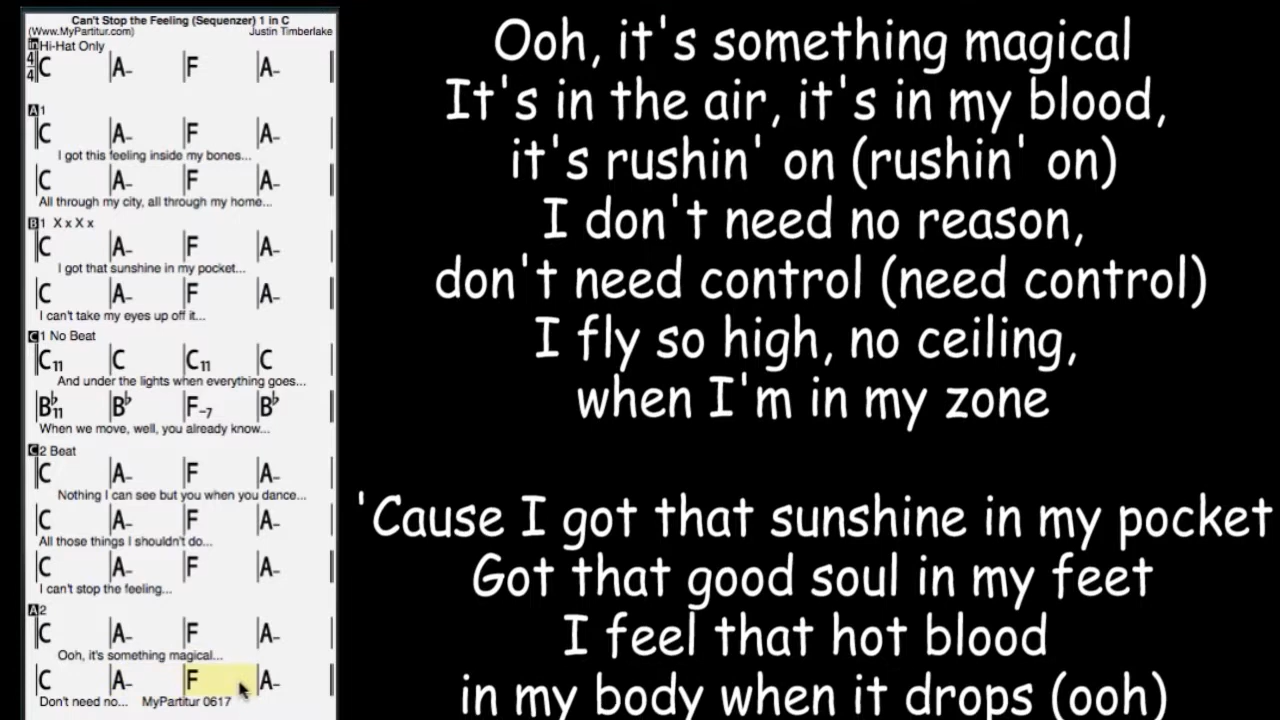 Can't Stop the Feeling (Sequenzer) 1 in C
(Www.MyPartitur.com) Justin Timberlake
in Hi-Hat Only
4/4 C A- F A-
A1
C A- F A-
I got this feeling inside my bones...
C A- F A-
All through my city, all through my home...
B1 X x X x
C A- F A-
I got that sunshine in my pocket...
C A- F A-
I can't take my eyes up off it...
C1 No Beat
C11 C C11 C
And under the lights when everything goes...
B♭11 B♭ F-7 B♭
When we move, well, you already know...
C2 Beat
C A- F A-
Nothing I can see but you when you dance...
C A- F A-
All those things I shouldn't do...
C A- F A-
I can't stop the feeling...
A2
C A- F A-
Ooh, it's something magical...
C A- F A-
Don't need no... MyPartitur 0617
Ooh, it's something magical
It's in the air, it's in my blood,
it's rushin' on (rushin' on)
I don't need no reason,
don't need control (need control)
I fly so high, no ceiling,
when I'm in my zone
'Cause I got that sunshine in my pocket
Got that good soul in my feet
I feel that hot blood
in my body when it drops (ooh)